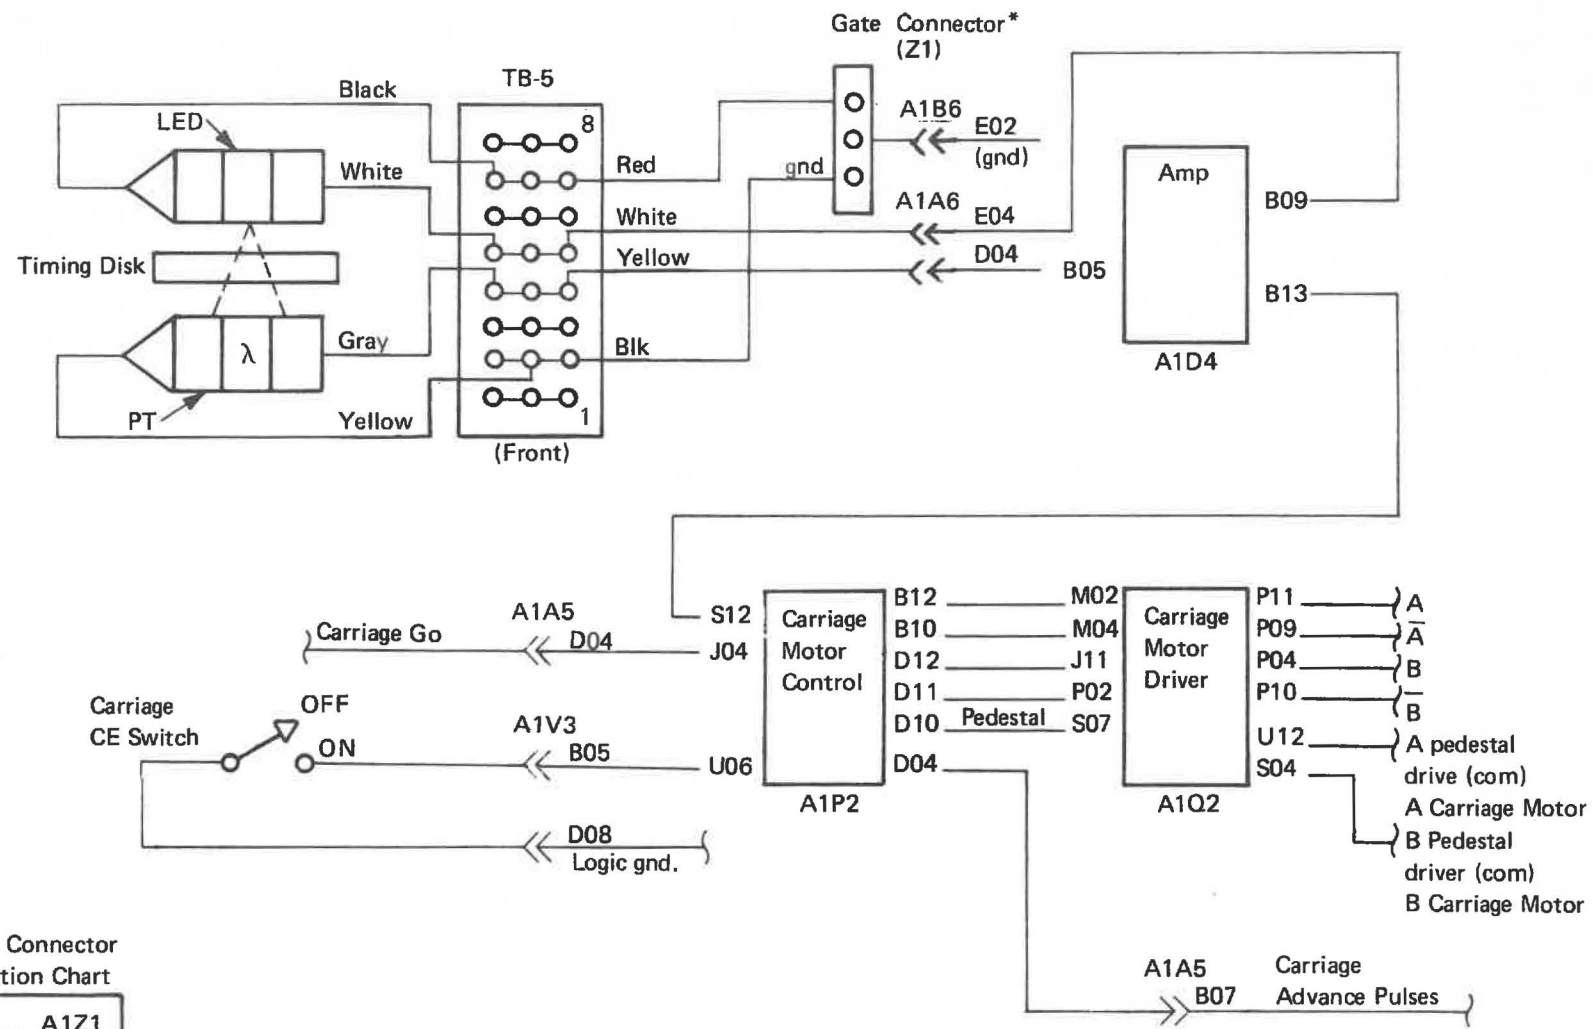 Gate Connector*
(Z1)
TB-5
Black
LED
8
A1B6
E02
(gnd)
White
Red
gnd
Amp
B09
White
A1A6
E04
Timing Disk
Yellow
D04
B05
B13
Gray
λ
Blk
A1D4
PT
Yellow
1
(Front)
A1A5
Carriage Go
D04
S12
J04
Carriage
Motor
Control
B12
B10
D12
D11
D10
Pedestal
M02
M04
J11
P02
S07
Carriage
Motor
Driver
P11
P09
P04
P10
A
A̅
B
B̅
Carriage
CE Switch
OFF
ON
A1V3
B05
U06
D04
A1P2
A1Q2
U12
S04
A pedestal
drive (com)
A Carriage Motor
B Pedestal
driver (com)
B Carriage Motor
D08
Logic gnd.
Connector
tion Chart
A1Z1
A1A5
B07
Carriage
Advance Pulses